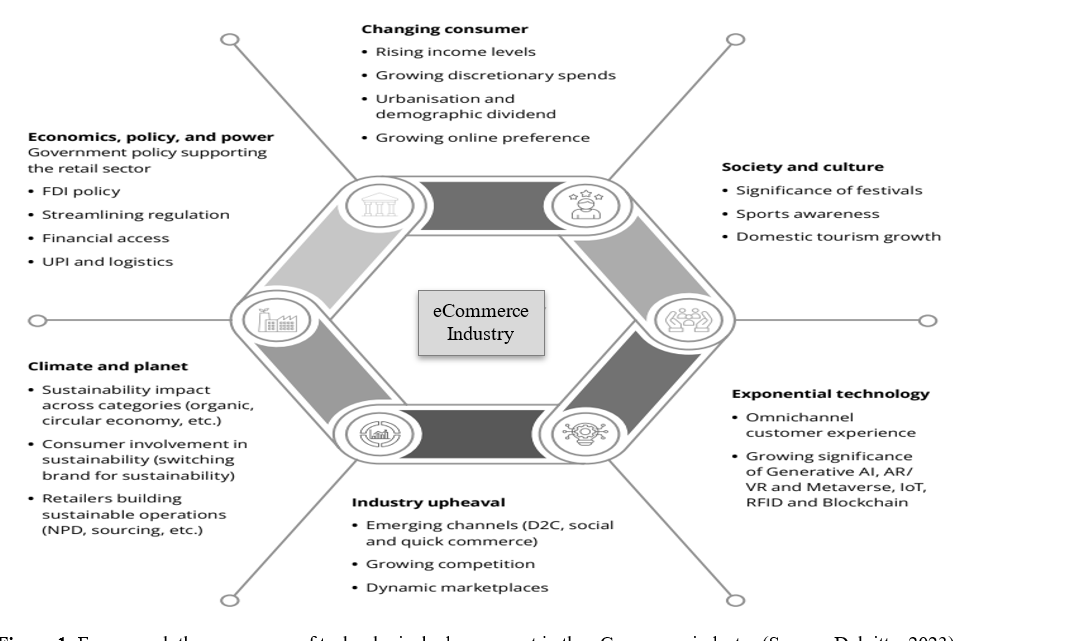 Changing consumer
• Rising income levels
• Growing discretionary spends
• Urbanisation and
demographic dividend
• Growing online preference
Economics, policy, and power
Government policy supporting
the retail sector
• FDI policy
• Streamlining regulation
• Financial access
• UPI and logistics
Society and culture
• Significance of festivals
• Sports awareness
• Domestic tourism growth
eCommerce
Industry
Climate and planet
• Sustainability impact
across categories (organic,
circular economy, etc.)
• Consumer involvement in
sustainability (switching
brand for sustainability)
• Retailers building
sustainable operations
(NPD, sourcing, etc.)
Exponential technology
• Omnichannel
customer experience
• Growing significance
of Generative AI, AR/
VR and Metaverse, IoT,
RFID and Blockchain
Industry upheaval
• Emerging channels (D2C, social
and quick commerce)
• Growing competition
• Dynamic marketplaces